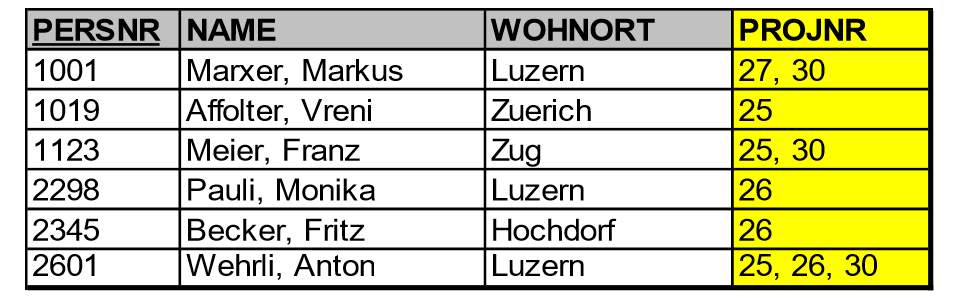 PERSNR NAME WOHNORT PROJNR
1001 Marxer, Markus Luzern 27, 30
1019 Affolter, Vreni Zuerich 25
1123 Meier, Franz Zug 25, 30
2298 Pauli, Monika Luzern 26
2345 Becker, Fritz Hochdorf 26
2601 Wehrli, Anton Luzern 25, 26, 30